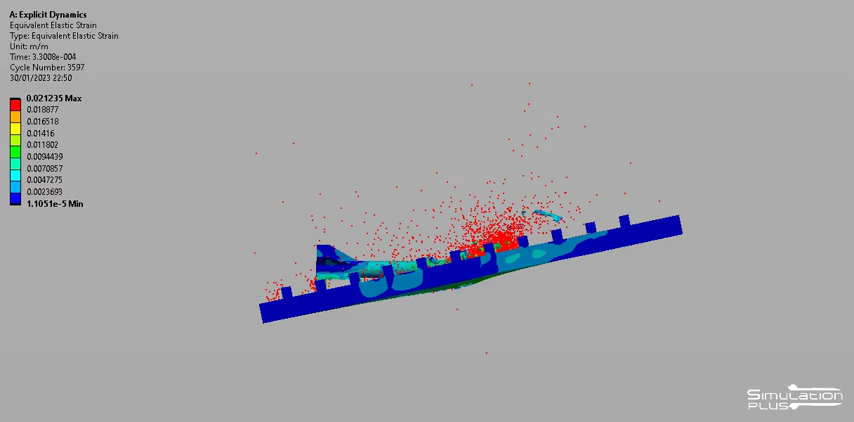 A: Explicit Dynamics
Equivalent Elastic Strain
Type: Equivalent Elastic Strain
Unit: m/m
Time: 3.3008e-004
Cycle Number: 3597
30/01/2023 22:50
0.021235 Max
0.018877
0.016518
0.01416
0.011802
0.0094439
0.0070857
0.0047275
0.0023693
1.1051e-5 Min
Simulation
PLUS